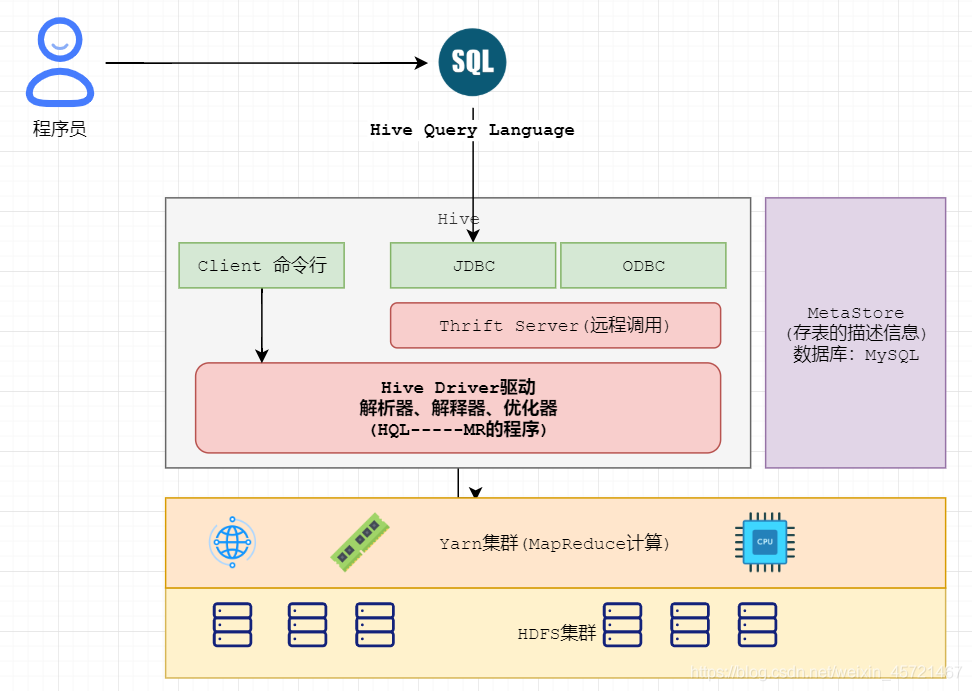 SQL
程序员
Hive Query Language
Hive
Client 命令行
JDBC
ODBC
Thrift Server(远程调用)
Hive Driver驱动
解析器、解释器、优化器
(HQL-----MR的程序)
MetaStore
(存表的描述信息)
数据库：MySQL
Yarn集群(MapReduce计算)
CPU
HDFS集群
https://blog.csdn.net/weixin_45721467